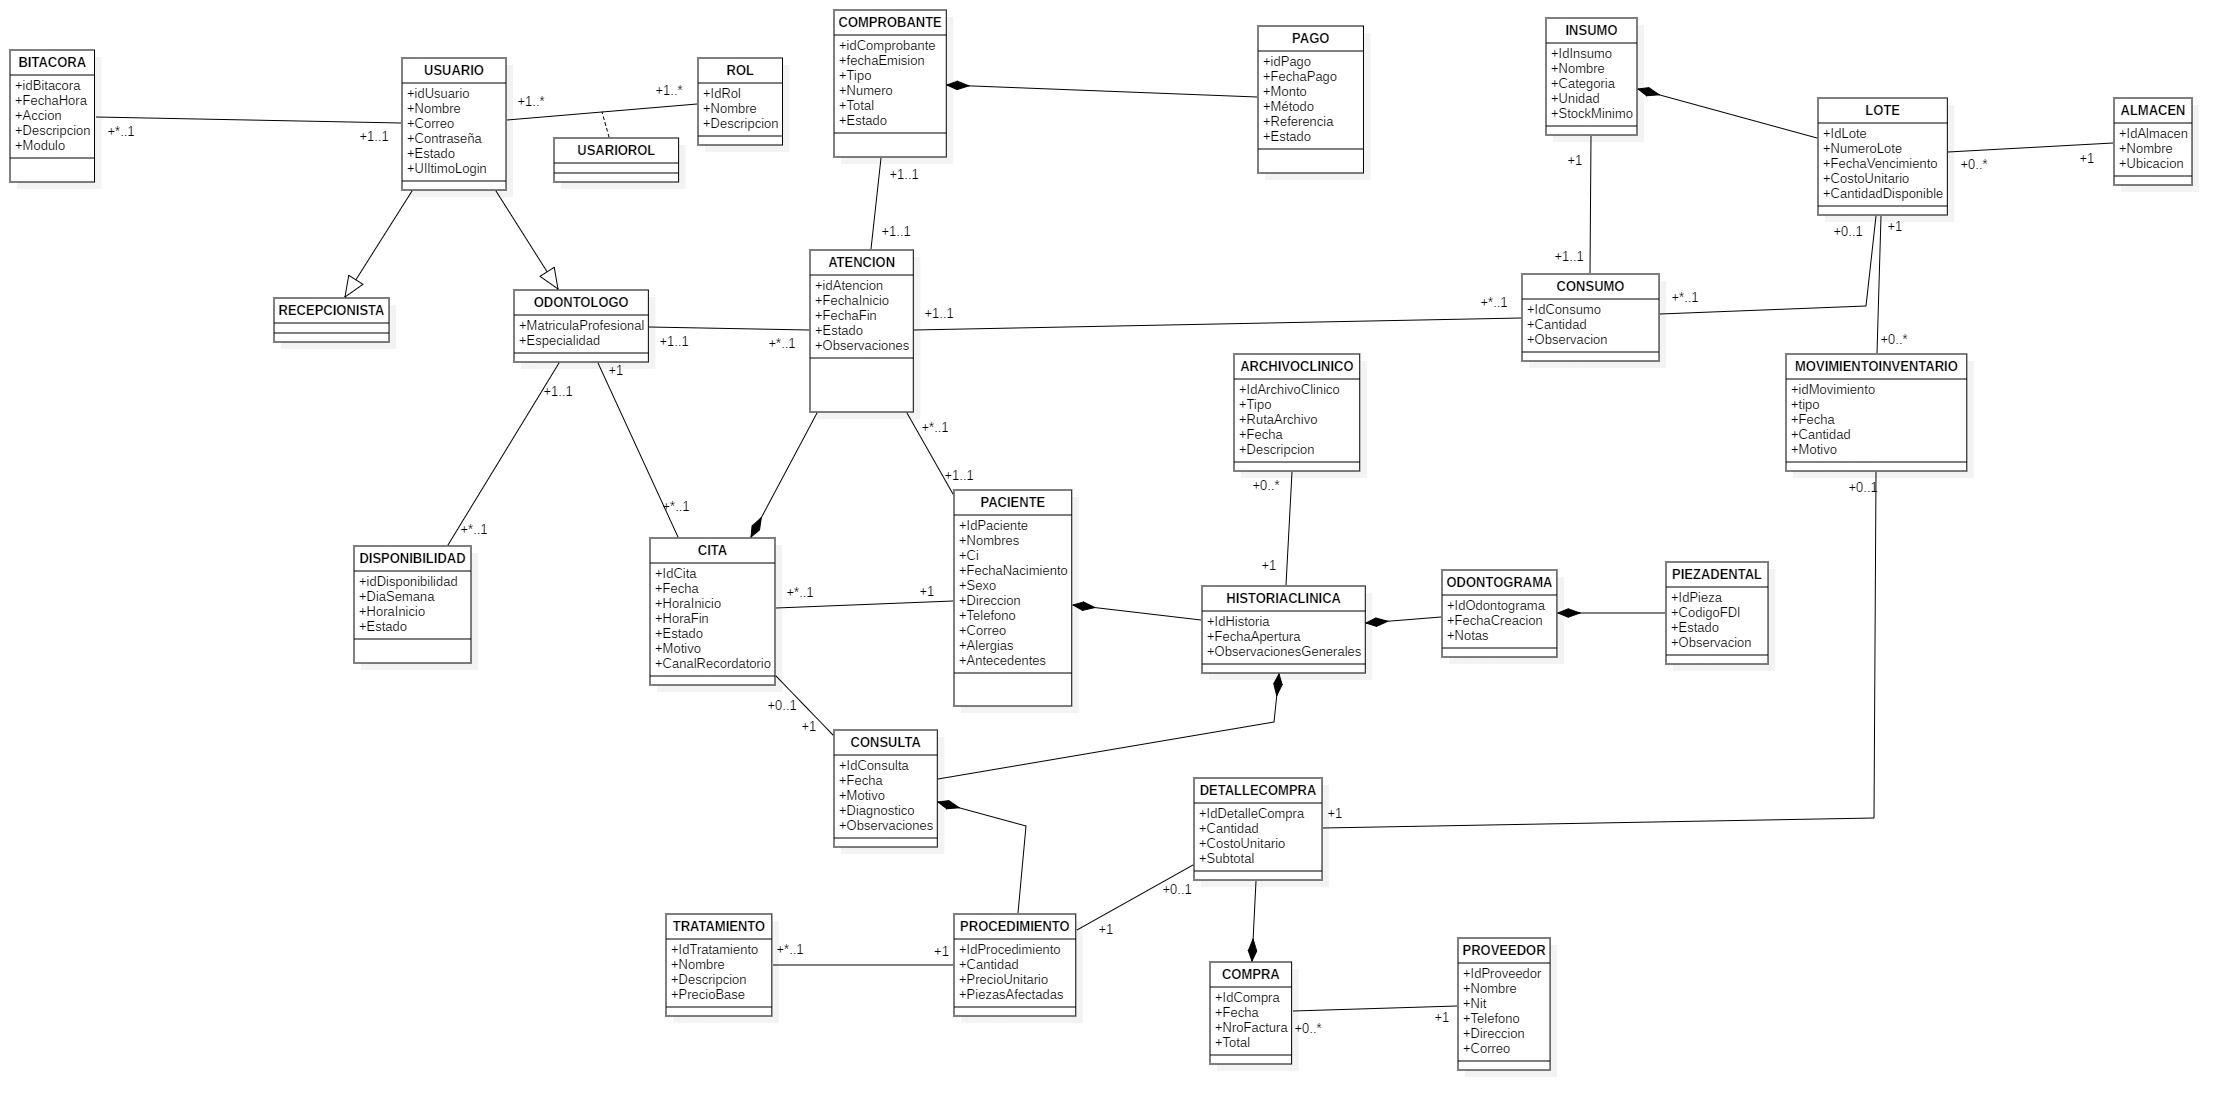 BITACORA
+idBitacora
+FechaHora
+Accion
+Descripcion
+Modulo
+*..1
+1..1
USUARIO
+idUsuario
+Nombre
+Correo
+Contraseña
+Estado
+UIltimoLogin
+1..*
+1..*
USARIOROL
ROL
+IdRol
+Nombre
+Descripcion
COMPROBANTE
+idComprobante
+fechaEmision
+Tipo
+Numero
+Total
+Estado
+1..1
+1..1
PAGO
+idPago
+FechaPago
+Monto
+Método
+Referencia
+Estado
INSUMO
+IdInsumo
+Nombre
+Categoria
+Unidad
+StockMinimo
+1
+1..1
LOTE
+IdLote
+NumeroLote
+FechaVencimiento
+CostoUnitario
+CantidadDisponible
+0..*
+1
+0..1
+1
ALMACEN
+IdAlmacen
+Nombre
+Ubicacion
RECEPCIONISTA
ODONTOLOGO
+MatriculaProfesional
+Especialidad
+1..1
+*..1
+1..1
+1
ATENCION
+idAtencion
+FechaInicio
+FechaFin
+Estado
+Observaciones
+1..1
+*..1
+*..1
+1..1
CONSUMO
+IdConsumo
+Cantidad
+Observacion
+*..1
+0..*
MOVIMIENTOINVENTARIO
+idMovimiento
+tipo
+Fecha
+Cantidad
+Motivo
+0..1
ARCHIVOCLINICO
+IdArchivoClinico
+Tipo
+RutaArchivo
+Fecha
+Descripcion
+0..*
+1
+*..1
DISPONIBILIDAD
+idDisponibilidad
+DiaSemana
+HoraInicio
+Estado
+*..1
CITA
+IdCita
+Fecha
+HoraInicio
+HoraFin
+Estado
+Motivo
+CanalRecordatorio
+*..1
+1
+0..1
+1
PACIENTE
+IdPaciente
+Nombres
+Ci
+FechaNacimiento
+Sexo
+Direccion
+Telefono
+Correo
+Alergias
+Antecedentes
HISTORIACLINICA
+IdHistoria
+FechaApertura
+ObservacionesGenerales
ODONTOGRAMA
+IdOdontograma
+FechaCreacion
+Notas
PIEZADENTAL
+IdPieza
+CodigoFDI
+Estado
+Observacion
CONSULTA
+IdConsulta
+Fecha
+Motivo
+Diagnostico
+Observaciones
DETALLECOMPRA
+IdDetalleCompra
+Cantidad
+CostoUnitario
+Subtotal
+1
+0..1
+1
TRATAMIENTO
+IdTratamiento
+Nombre
+Descripcion
+PrecioBase
+*..1
+1
PROCEDIMIENTO
+IdProcedimiento
+Cantidad
+PrecioUnitario
+PiezasAfectadas
COMPRA
+IdCompra
+Fecha
+NroFactura
+Total
+0..*
+1
PROVEEDOR
+IdProveedor
+Nombre
+Nit
+Telefono
+Direccion
+Correo